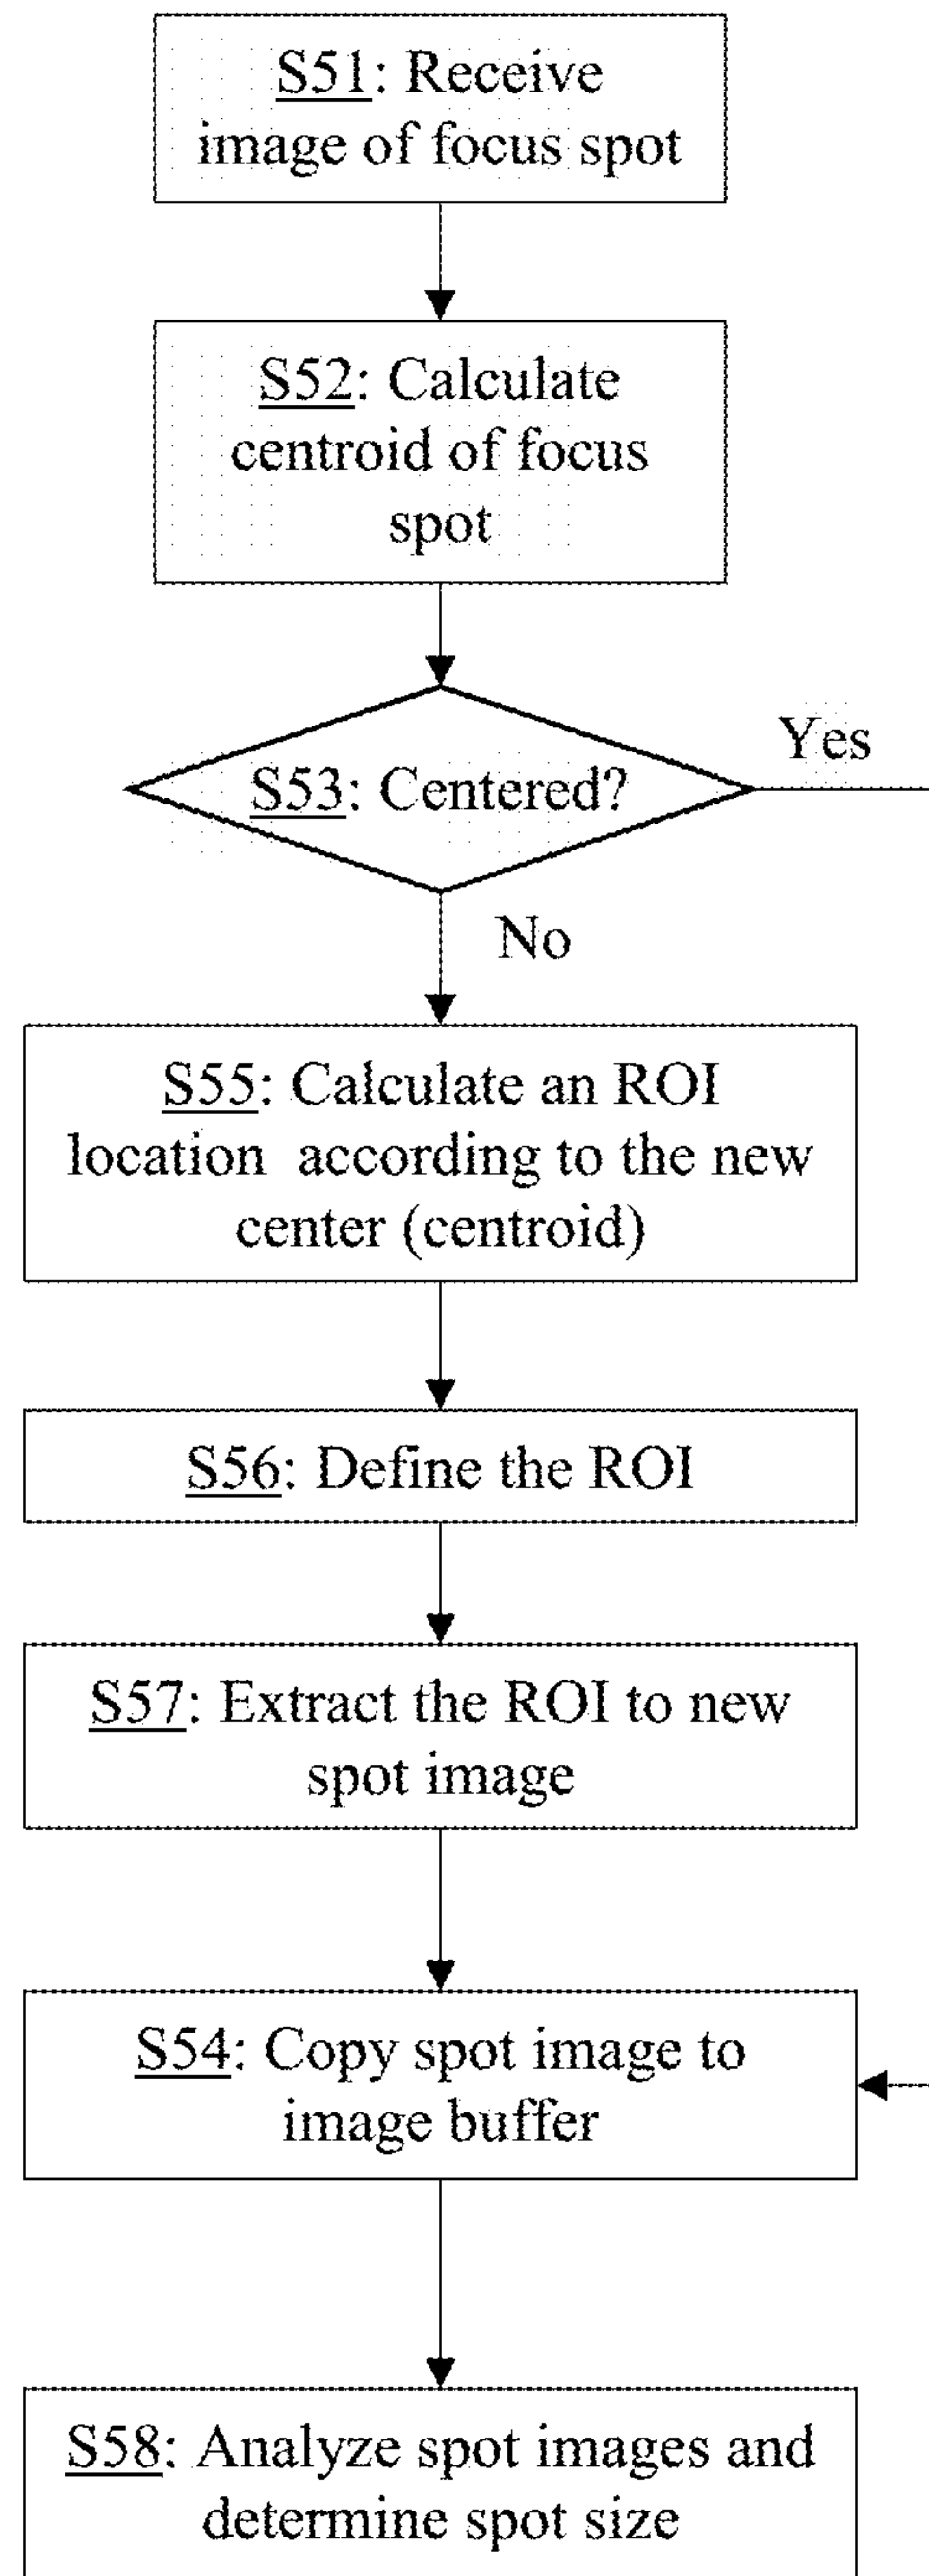 S51: Receive
image of focus spot
S52: Calculate
centroid of focus
spot
S53: Centered?
Yes
No
S55: Calculate an ROI
location according to the new
center (centroid)
S56: Define the ROI
S57: Extract the ROI to new
spot image
S54: Copy spot image to
image buffer
S58: Analyze spot images and
determine spot size